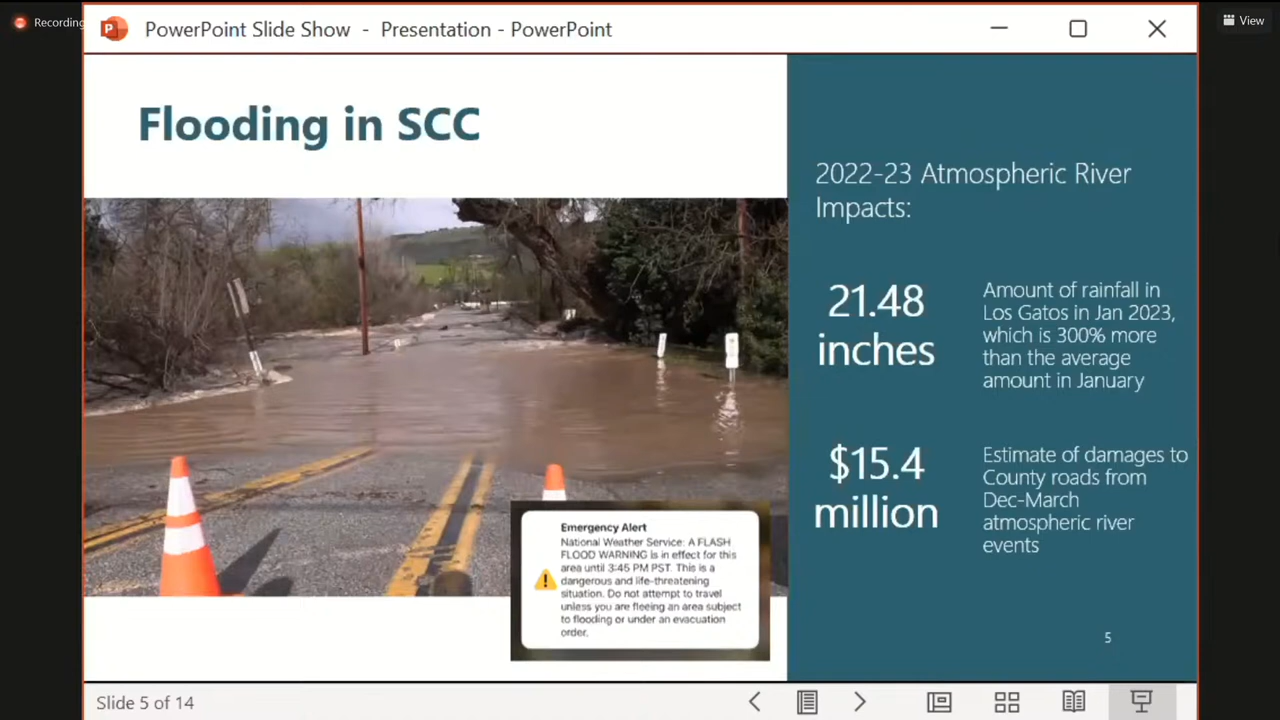 Recording
View
PowerPoint Slide Show - Presentation - PowerPoint
Flooding in SCC
2022-23 Atmospheric River
Impacts:
21.48
inches
Amount of rainfall in
Los Gatos in Jan 2023,
which is 300% more
than the average
amount in January
$15.4
million
Estimate of damages to
County roads from
Dec-March
atmospheric river
events
Emergency Alert
National Weather Service: A FLASH
FLOOD WARNING is in effect for this
area until 3:45 PM PST. This is a
dangerous and life-threatening
situation. Do not attempt to travel
unless you are fleeing an area subject
to flooding or under an evacuation
order.
5
Slide 5 of 14